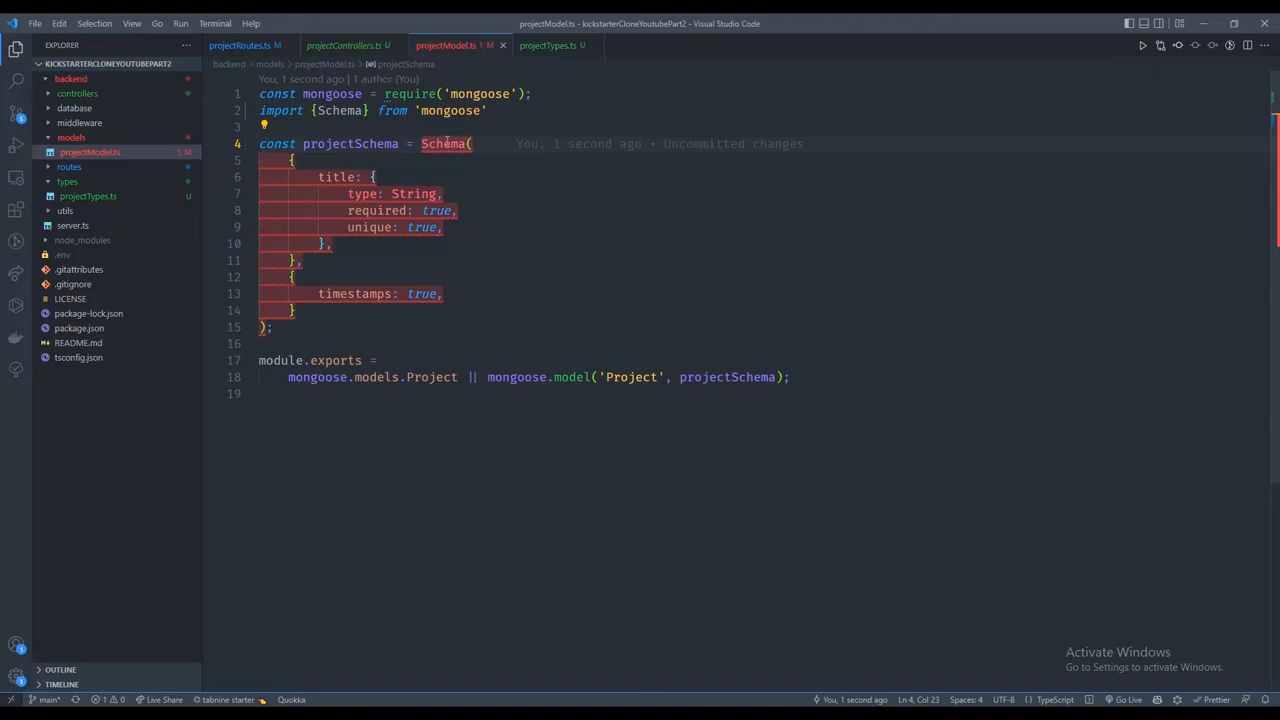 File Edit Selection View Go Run Terminal Help
projectModel.ts - kickstarterCloneYoutubePart2 - Visual Studio Code
EXPLORER
KICKSTARTERCLONEYOUTUBEPART2
backend
controllers
database
middleware
models
projectModel.ts 1, M
routes
types
projectTypes.ts U
utils
server.ts
node_modules
.env
.gitattributes
.gitignore
LICENSE
package-lock.json
package.json
README.md
tsconfig.json
OUTLINE
TIMELINE
projectRoutes.ts M projectControllers.ts U projectModel.ts 1, M projectTypes.ts U
backend > models > projectModel.ts > projectSchema
You, 1 second ago | 1 author (You)
1 const mongoose = require('mongoose');
2 import {Schema} from 'mongoose'
3
4 const projectSchema = Schema( You, 1 second ago • Uncommitted changes
5 {
6 title: {
7 type: String,
8 required: true,
9 unique: true,
10 },
11 },
12 {
13 timestamps: true,
14 }
15 );
16
17 module.exports =
18 mongoose.models.Project || mongoose.model('Project', projectSchema);
19
Activate Windows
Go to Settings to activate Windows.
main* 1 0 Live Share tabnine starter Quokka You, 1 second ago Ln 4, Col 23 Spaces: 4 UTF-8 CRLF {} TypeScript Go Live Prettier